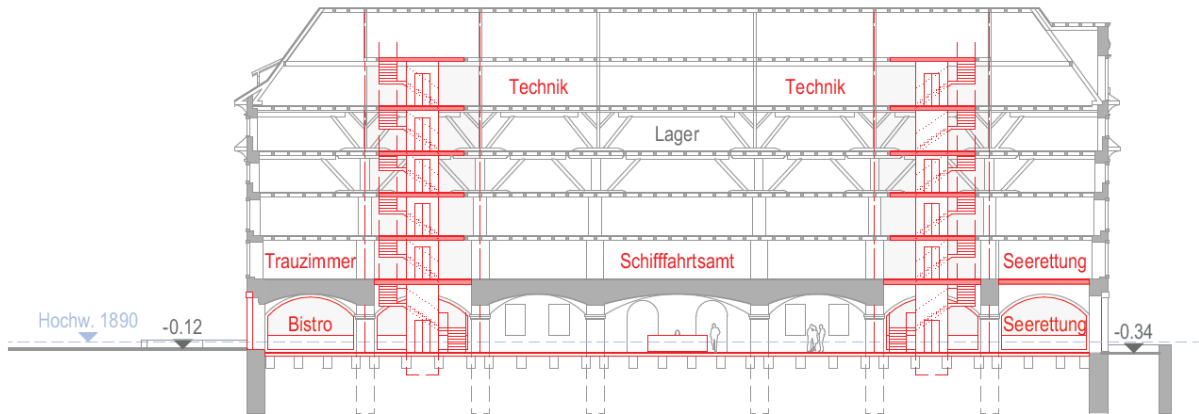 Technik
Technik
Lager
Trauzimmer
Schifffahrtsamt
Seerettung
Hochw. 1890
-0.12
Bistro
Seerettung
-0.34